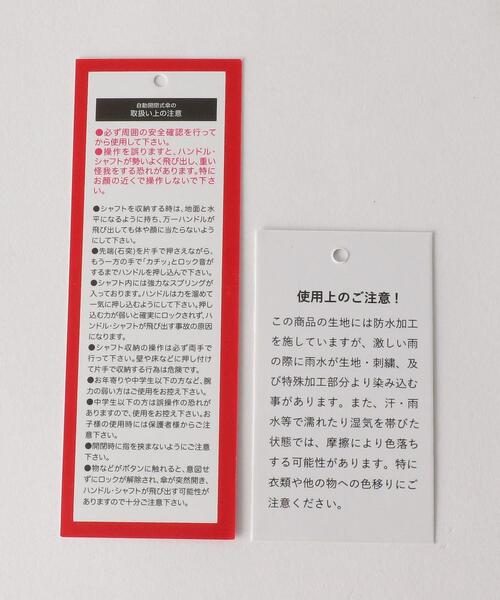 自動開閉式傘の
取扱い上の注意
●必ず周囲の安全確認を行って
から使用して下さい。
●操作を誤りますと、ハンドル・
シャフトが勢いよく飛び出し、重い
怪我をする恐れがあります。特に
お顔の近くで操作しないで下さ
い。
●シャフトを収納する時は、地面と水
平になるように持ち、万一ハンドルが
飛び出しても体や顔に当たらないよう
にして下さい。
●先端(石突)を片手で押さえながら、
もう一方の手で「カチッ」とロック音が
するまでハンドルを押し込んで下さい。
●シャフト内には強力なスプリングが
入っております。ハンドルは力を溜めて
一気に押し込むようにして下さい。押し
込む力が弱いと確実にロックされず、ハ
ンドル・シャフトが飛び出す事故の原因
になります。
●シャフト収納の操作は必ず両手で
行って下さい。壁や床などに押し付け
て片手で収納する行為は危険です。
●お年寄りや中学生以下の方など、腕
力の弱い方はご使用をお控え下さい。
●中学生以下の方は誤操作の恐れが
ありますので、使用をお控え下さい。お
子様の使用時には保護者様からご注
意下さい。
●開閉時に指を挟まないようにご注意
下さい。
●物などがボタンに触れると、意図せ
ずにロックが解除され、傘が突然開き、
ハンドル・シャフトが飛び出す可能性が
ありますので十分ご注意下さい。
使用上のご注意！
この商品の生地には防水加工
を施していますが、激しい雨
の際に雨水が生地・刺繍、及
び特殊加工部分より染み込む
事があります。また、汗・雨
水等で濡れたり湿気を帯びた
状態では、摩擦により色落ち
する可能性があります。特に
衣類や他の物への色移りにご
注意ください。